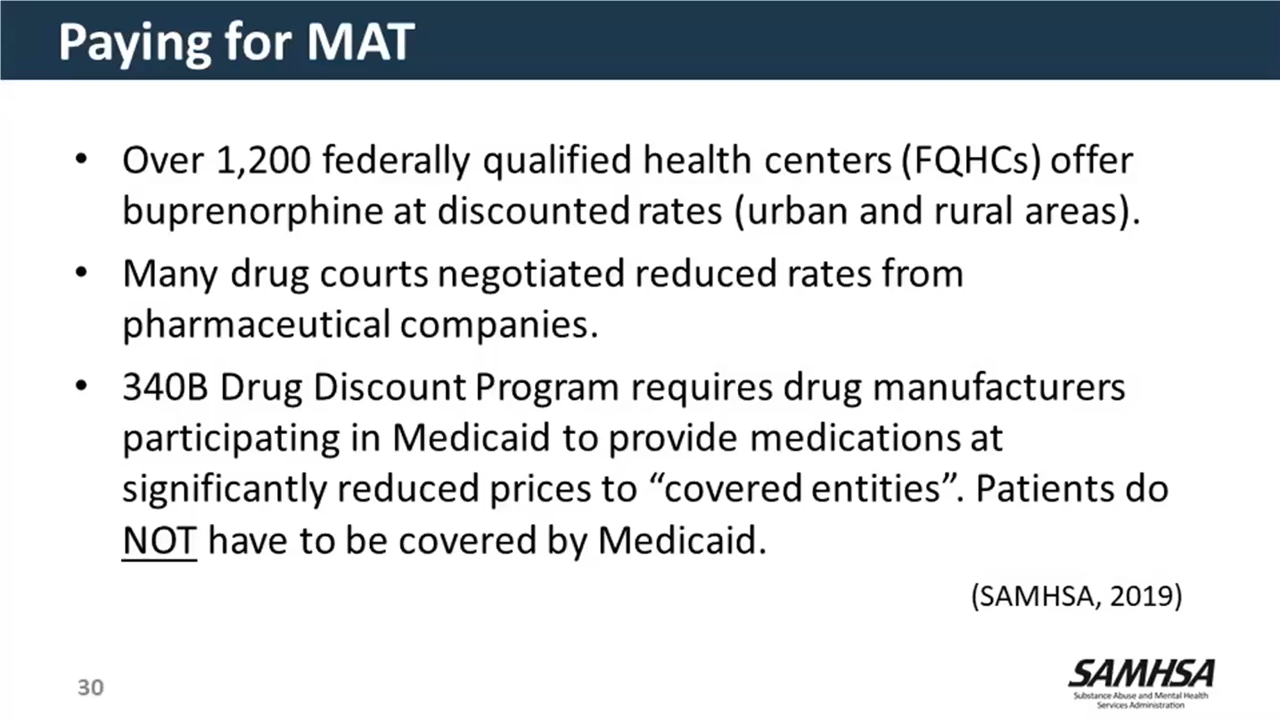 Paying for MAT
• Over 1,200 federally qualified health centers (FQHCs) offer
buprenorphine at discounted rates (urban and rural areas).
• Many drug courts negotiated reduced rates from
pharmaceutical companies.
• 340B Drug Discount Program requires drug manufacturers
participating in Medicaid to provide medications at
significantly reduced prices to “covered entities”. Patients do
NOT have to be covered by Medicaid.
(SAMHSA, 2019)
30
SAMHSA
Substance Abuse and Mental Health
Services Administration